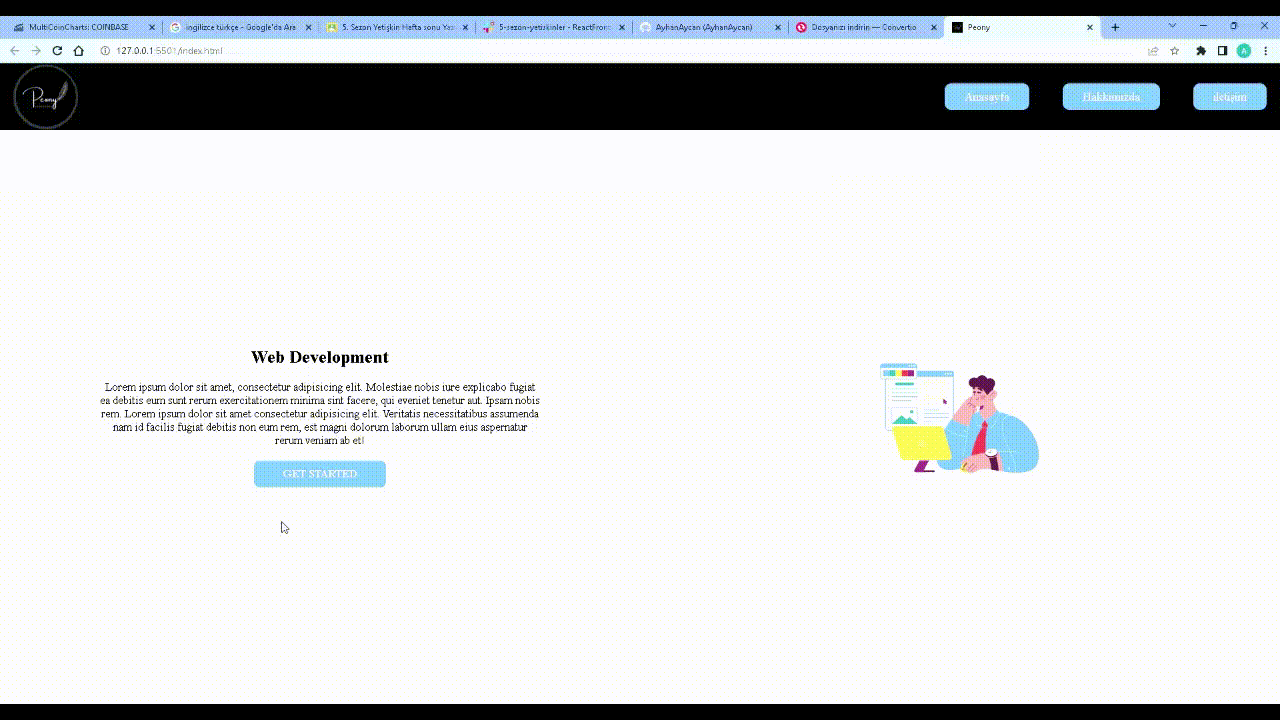 MultiCoinCharts: COINBASE
ingilizce türkçe - Google'da Ara
5. Sezon Yetişkin Hafta sonu Yaz
5-sezon-yetiskinler - ReactFron
AyhanAycan (AyhanAycan)
Dosyanızı indirin — Convertio
Peony
127.0.0.1:5501/index.html
A
Peony
Anasayfa
Hakkımızda
iletişim
Web Development
Lorem ipsum dolor sit amet, consectetur adipisicing elit. Molestiae nobis iure explicabo fugiat
ea debitis eum sunt rerum exercitationem minima sint facere, qui eveniet tenetur aut. Ipsam nobis
rem. Lorem ipsum dolor sit amet consectetur adipisicing elit. Veritatis necessitatibus assumenda
nam id facilis fugiat debitis non eum rem, est magni dolorum laborum ullam eius aspernatur
rerum veniam ab et!
GET STARTED